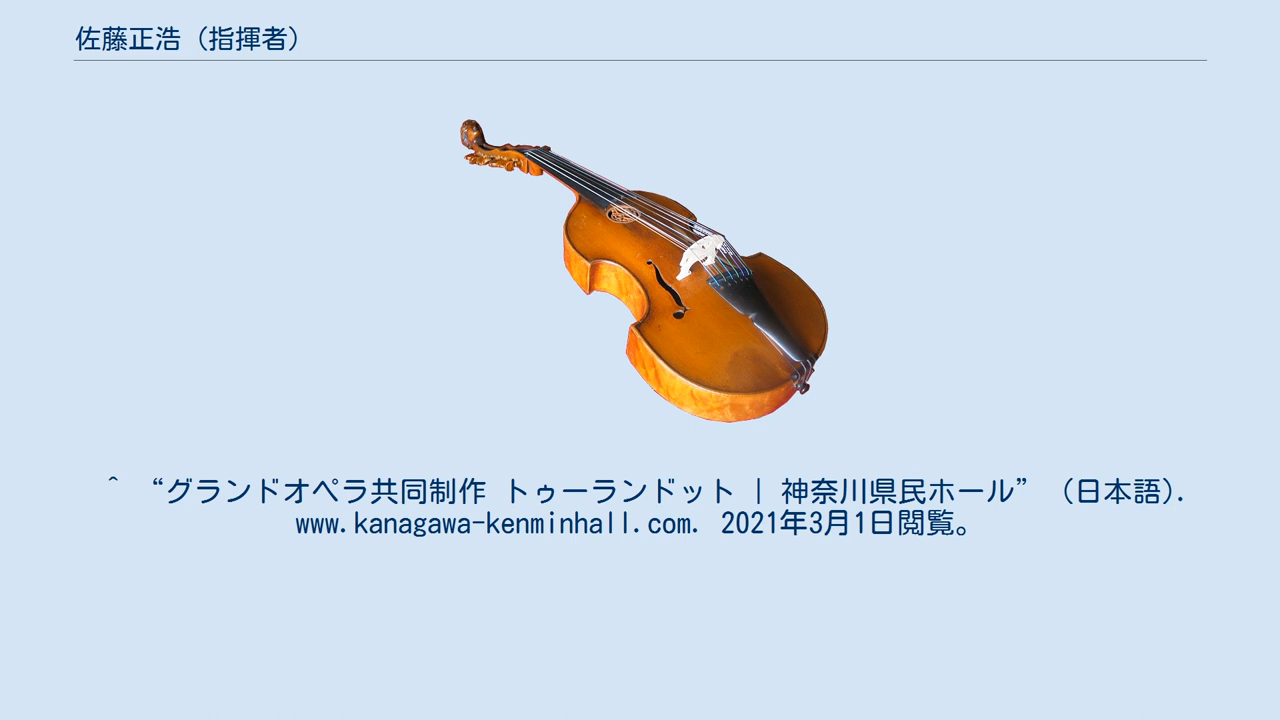 佐藤正浩（指揮者）
^ “グランドオペラ共同制作 トゥーランドット | 神奈川県民ホール” (日本語).
www.kanagawa-kenminhall.com. 2021年3月1日閲覧。